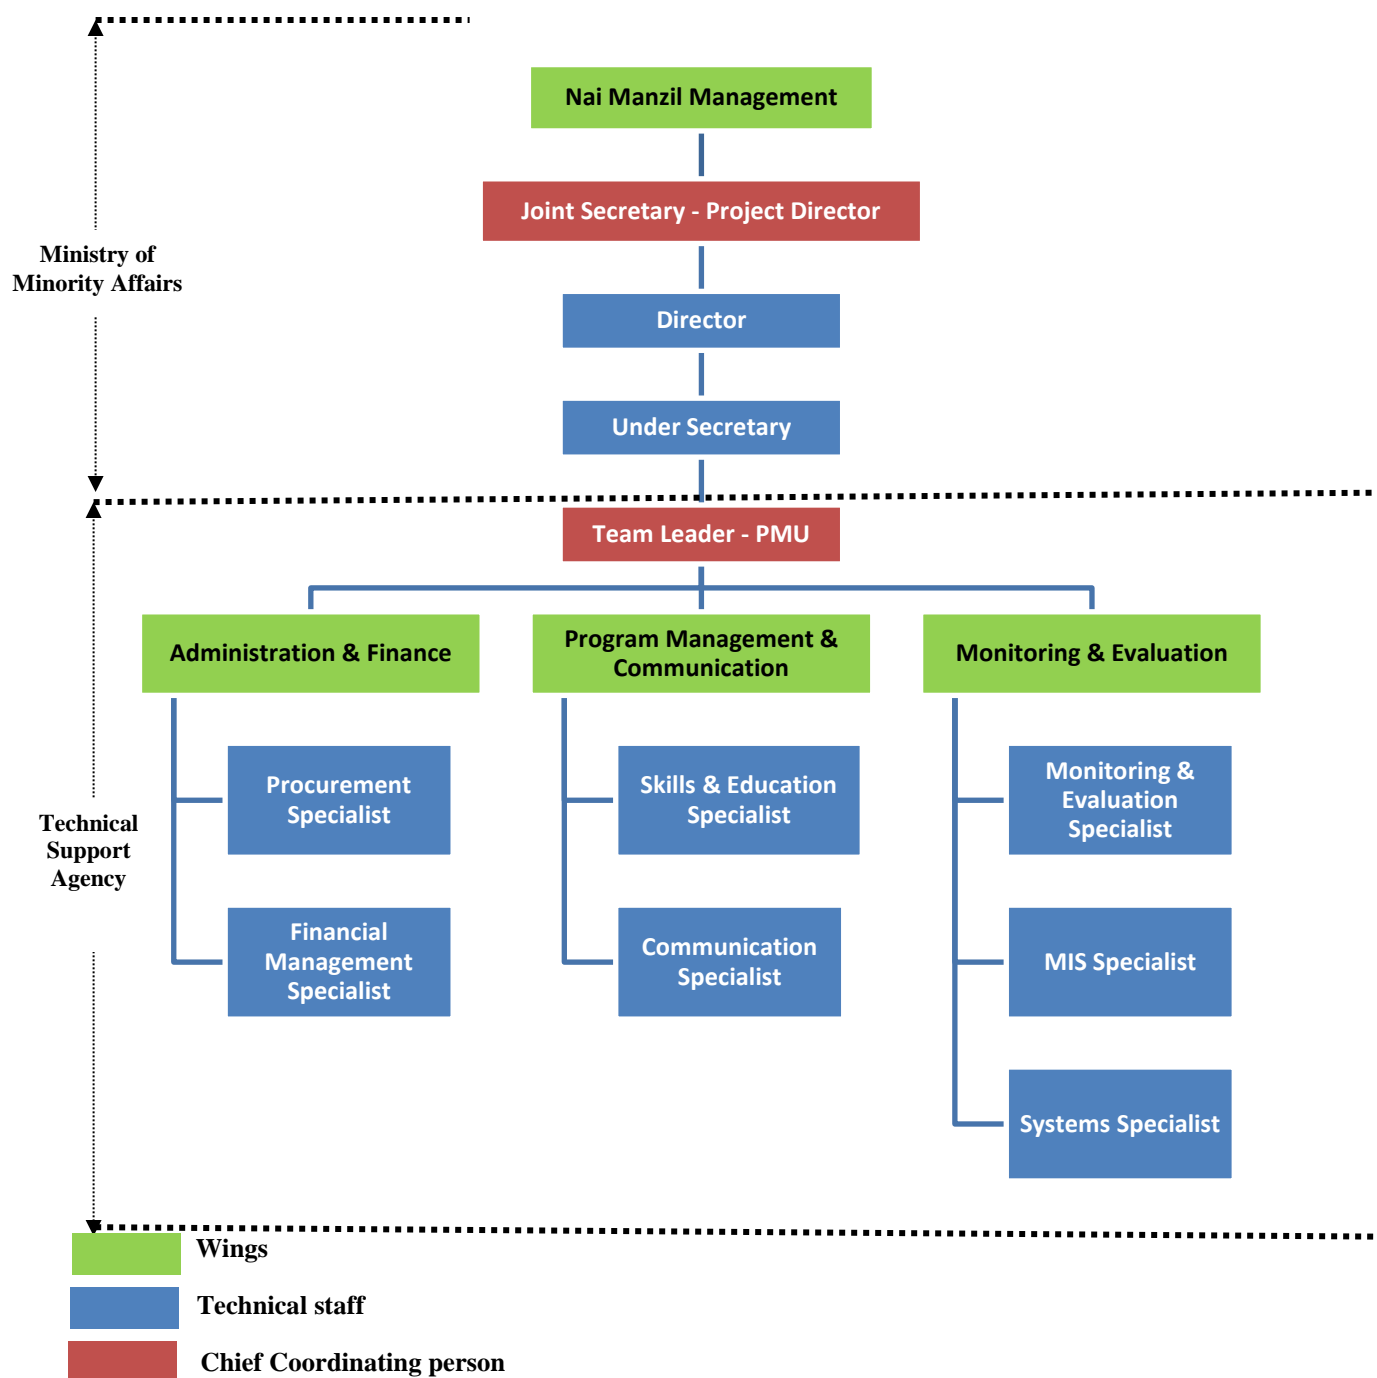 Nai Manzil Management
Joint Secretary - Project Director
Ministry of
Minority Affairs
Director
Under Secretary
Team Leader - PMU
Administration & Finance
Program Management &
Communication
Monitoring & Evaluation
Procurement
Specialist
Skills & Education
Specialist
Monitoring &
Evaluation
Specialist
Technical
Support
Agency
Financial
Management
Specialist
Communication
Specialist
MIS Specialist
Systems Specialist
Wings
Technical staff
Chief Coordinating person